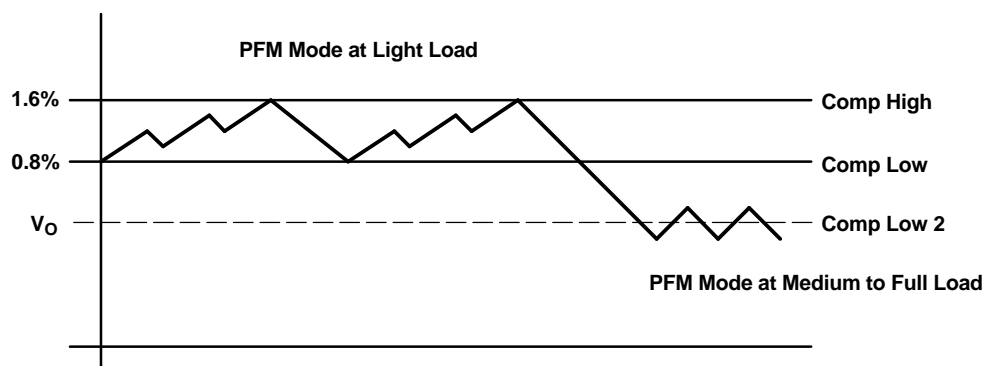 PFM Mode at Light Load
1.6%
Comp High
0.8%
Comp Low
VO
Comp Low 2
PFM Mode at Medium to Full Load